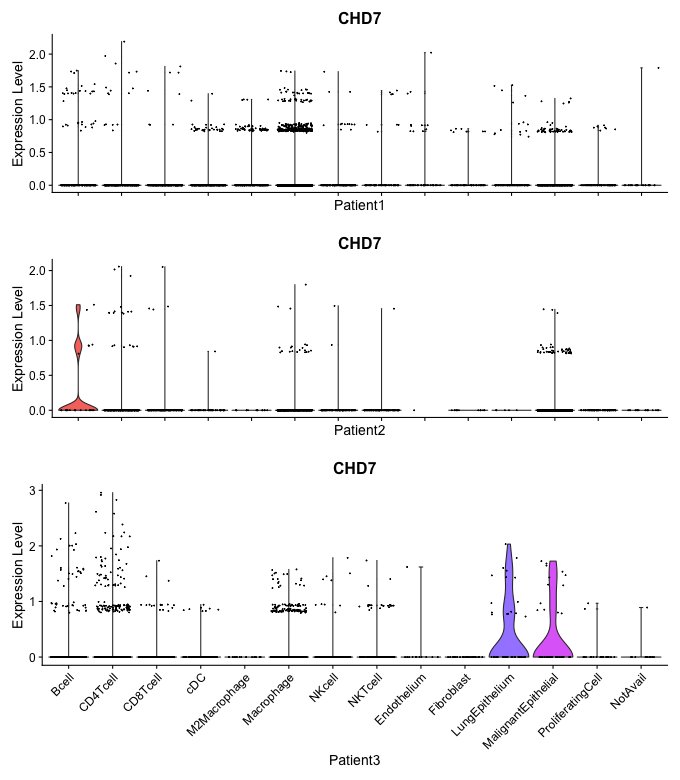 CHD7
Expression Level
2.0
1.5
1.0
0.5
0.0
Patient1
CHD7
Expression Level
2.0
1.5
1.0
0.5
0.0
Patient2
CHD7
Expression Level
3
2
1
0
Bcell
CD4Tcell
CD8Tcell
cDC
M2Macrophage
Macrophage
NKcell
NKTcell
Endothelium
Fibroblast
LungEpithelium
MalignantEpithelial
ProliferatingCell
NotAvail
Patient3